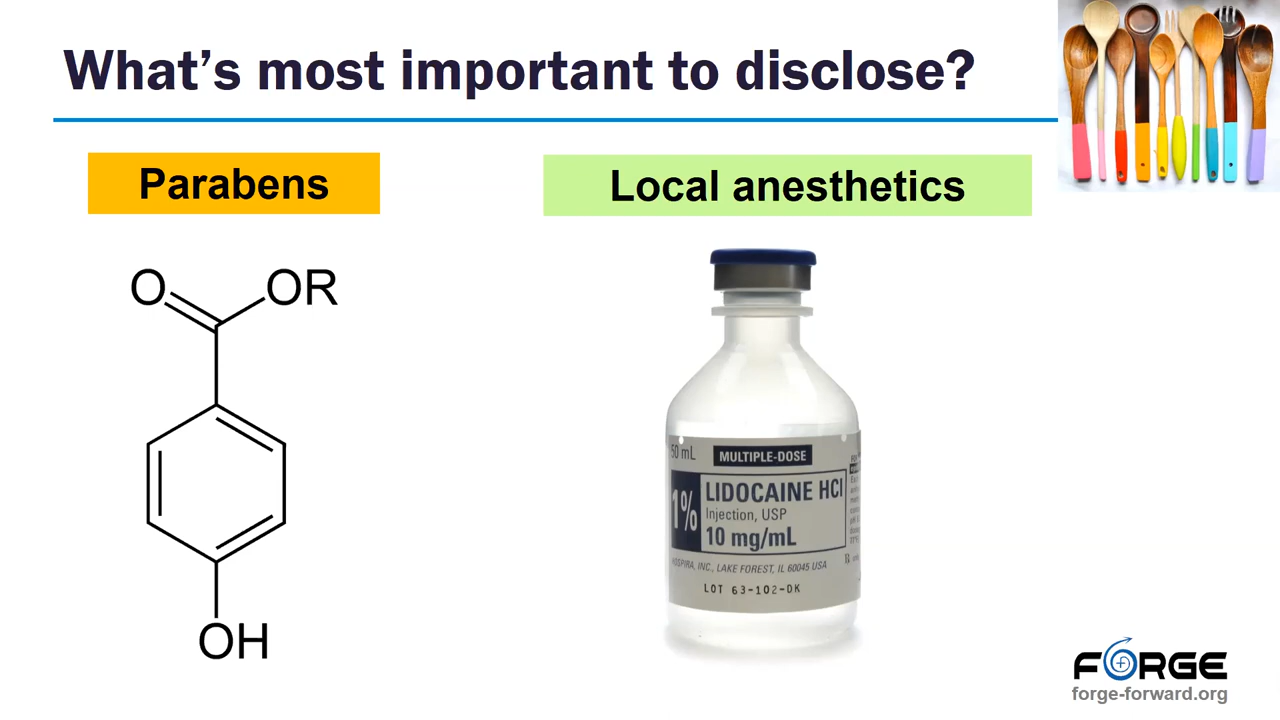 What's most important to disclose?
Parabens
Local anesthetics
O
OR
OH
50 mL
MULTIPLE-DOSE
1%
LIDOCAINE HCl
Injection, USP
10 mg/mL
HOSPIRA, INC., LAKE FOREST, IL 60045 USA
LOT 63-102-DK
FORGE
forge-forward.org